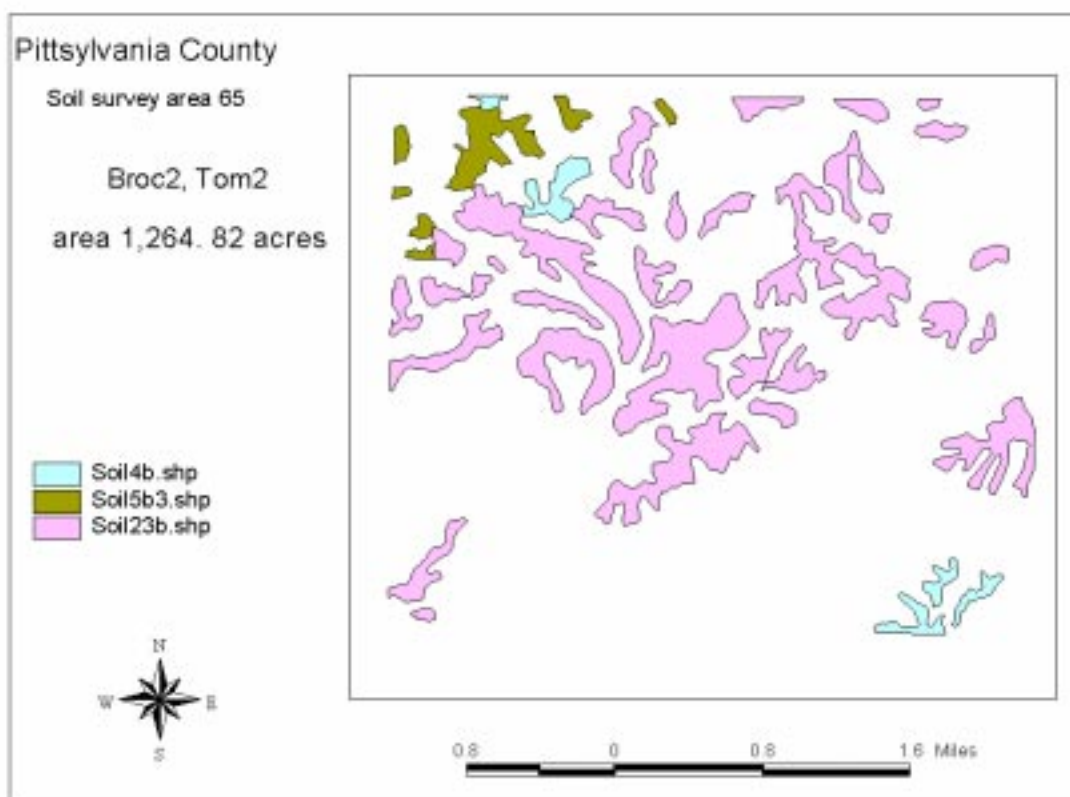 Pittsylvania County
Soil survey area 65
Broc2, Tom2
area 1,264. 82 acres
Soil4b.shp
Soil5b3.shp
Soil23b.shp
N
W E
S
0.8 0 0.8 1.6 Miles